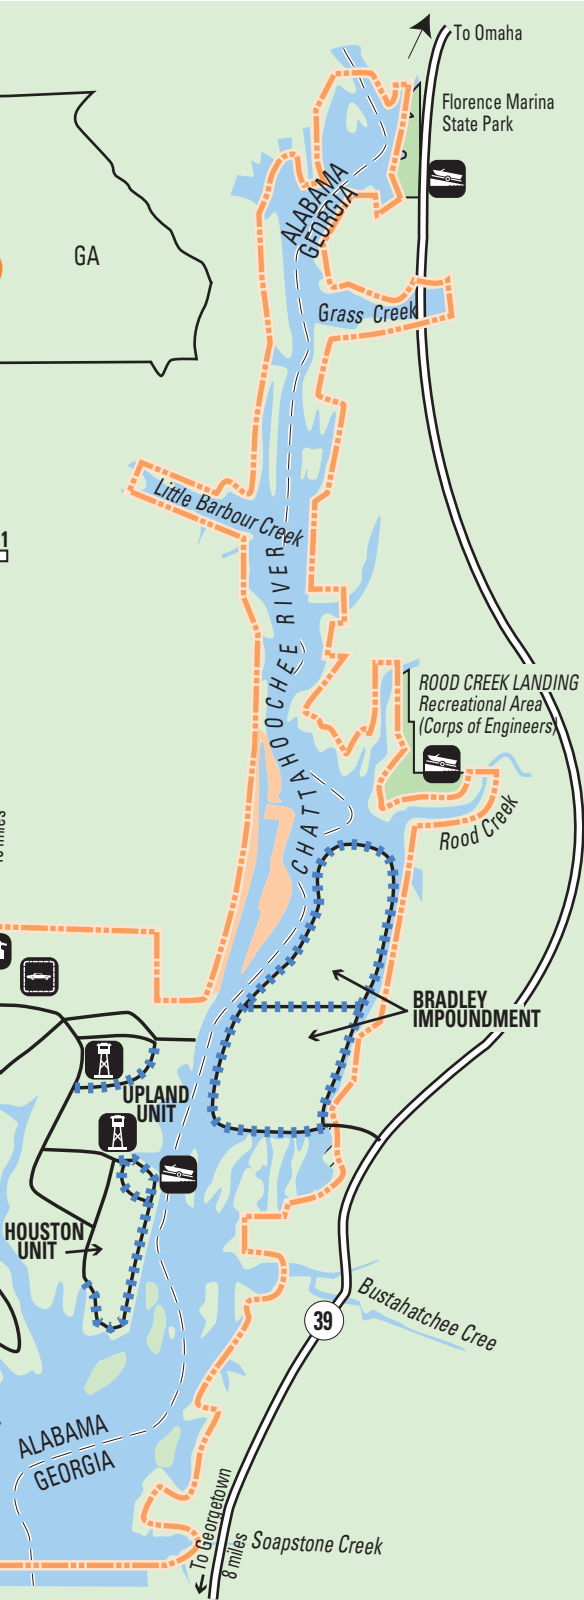 To Omaha
Florence Marina
State Park
ALABAMA
GEORGIA
GA
Grass Creek
Little Barbour Creek
1
CHATTAHOOCHEE RIVER
ROOD CREEK LANDING
Recreational Area
(Corps of Engineers)
Rood Creek
BRADLEY
IMPOUNDMENT
UPLAND
UNIT
HOUSTON
UNIT
Bustahatchee Cree
39
ALABAMA
GEORGIA
To Georgetown
8 miles
Soapstone Creek